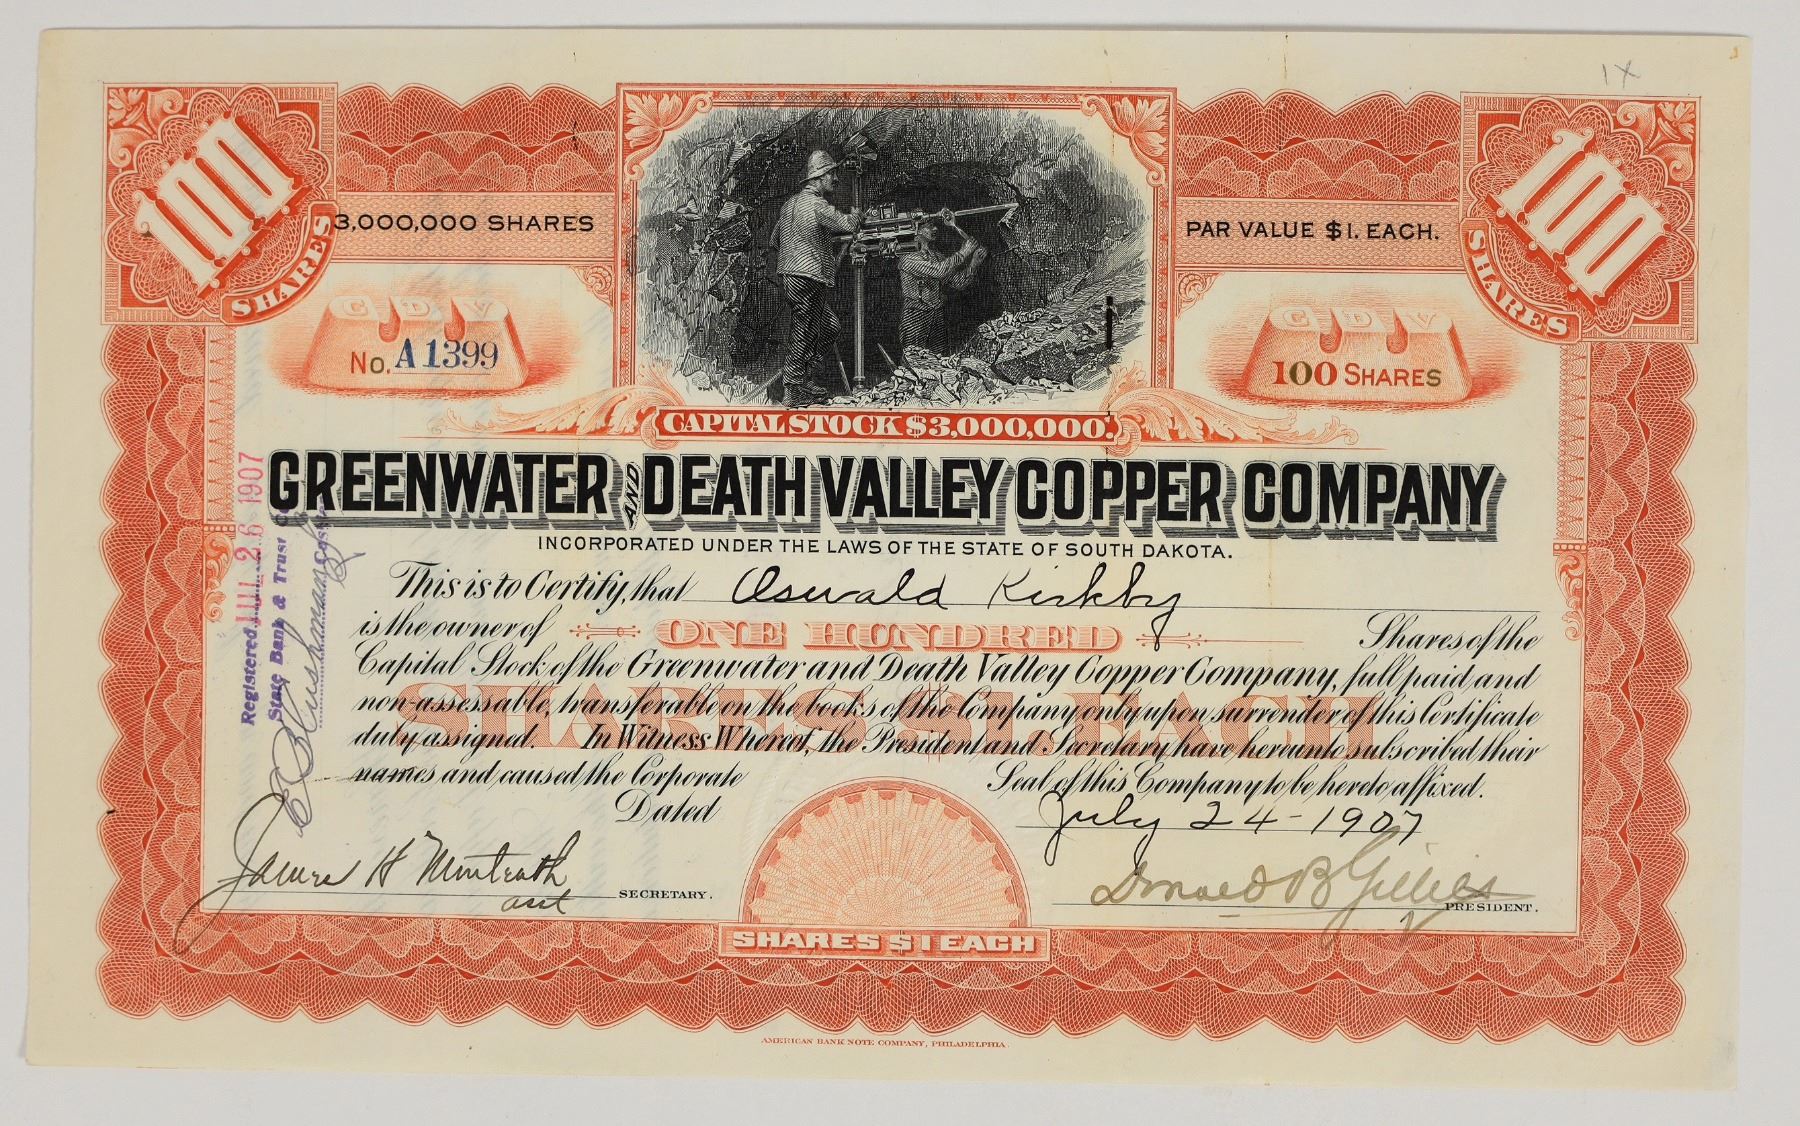 1X
100
SHARES
3,000,000 SHARES
PAR VALUE $1. EACH.
100
SHARES
G D V
No. A1399
G D V
100 SHARES
CAPITAL STOCK $3,000,000.
GREENWATER AND DEATH VALLEY COPPER COMPANY
INCORPORATED UNDER THE LAWS OF THE STATE OF SOUTH DAKOTA.
This is to Certify, that Oswald Kirkby
is the owner of ONE HUNDRED Shares of the
Capital Stock of the Greenwater and Death Valley Copper Company, full paid and
non-assessable, transferable on the books of the Company only upon surrender of this Certificate
duly assigned. In Witness Whereof, the President and Secretary have hereunto subscribed their
names and caused the Corporate Seal of this Company to be hereto affixed.
SHARES $1. EACH
Dated July 24-1907
James H Monteath
asst
SECRETARY.
Donald B Gillies
V
PRESIDENT.
SHARES $1 EACH
AMERICAN BANK NOTE COMPANY, PHILADELPHIA.
Registered JUL 26 1907
State Bank & Trust Co